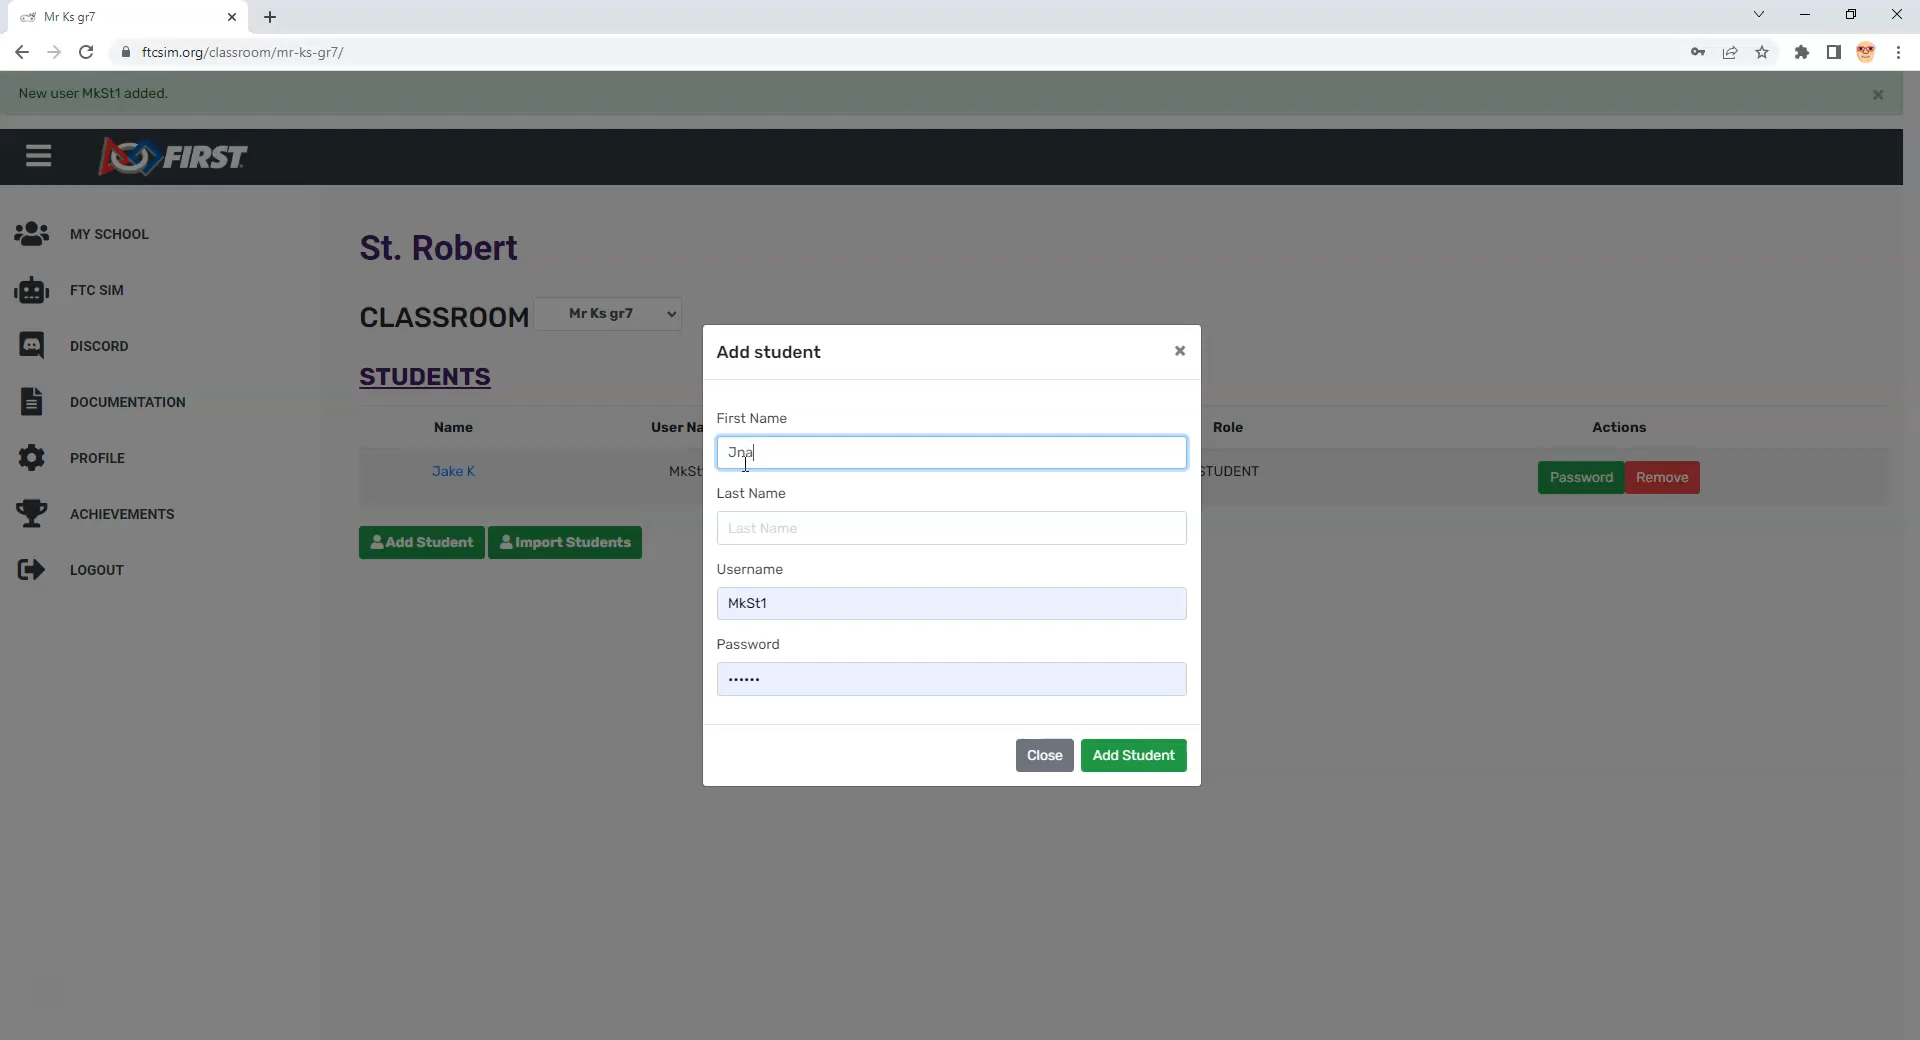 Mr Ks gr7
ftcsim.org/classroom/mr-ks-gr7/
New user MkSt1 added.
FIRST
MY SCHOOL
FTC SIM
DISCORD
DOCUMENTATION
PROFILE
ACHIEVEMENTS
LOGOUT
St. Robert
CLASSROOM Mr Ks gr7
STUDENTS
Name User Na Role Actions
Jake K MkSt STUDENT Password Remove
Add Student Import Students
Add student
First Name
Jna
Last Name
Last Name
Username
MkSt1
Password
••••••
Close Add Student